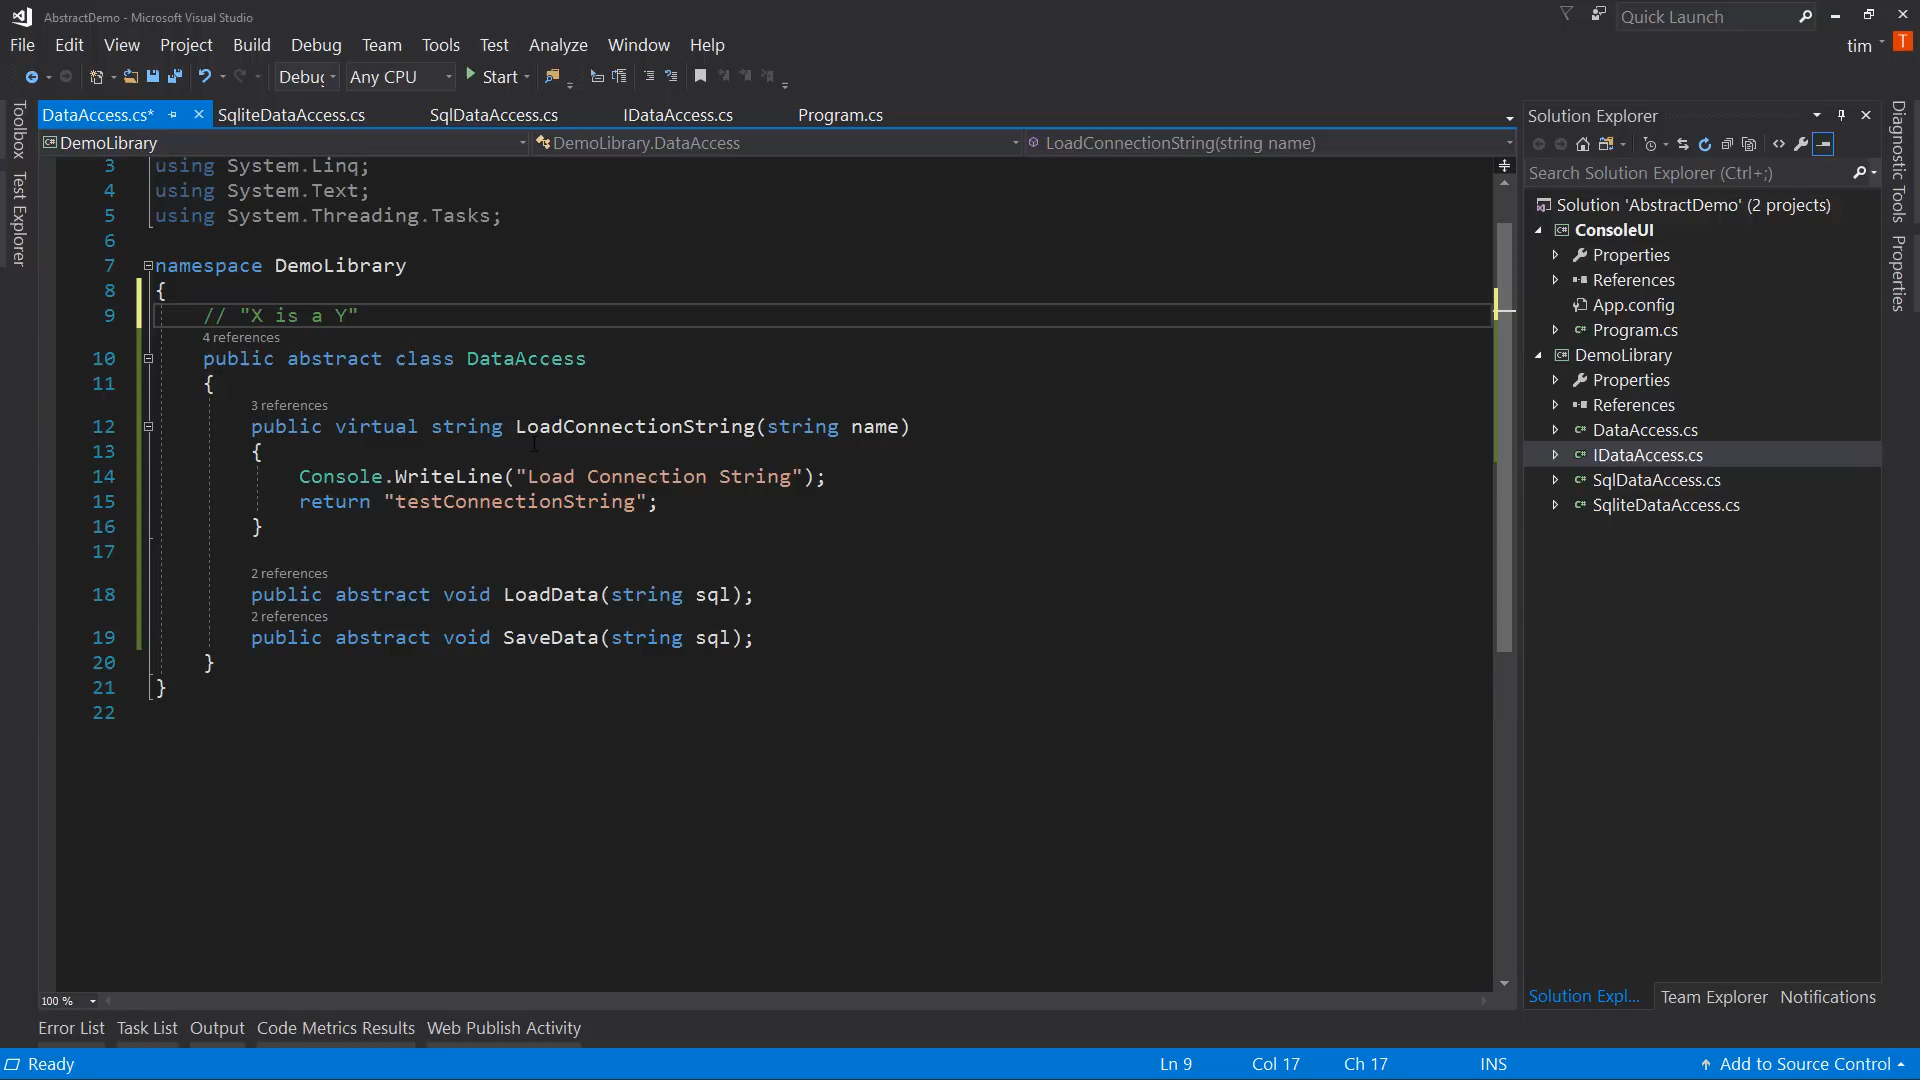 AbstractDemo - Microsoft Visual Studio
Quick Launch
File Edit View Project Build Debug Team Tools Test Analyze Window Help
tim T
Debug Any CPU Start
DataAccess.cs* SqliteDataAccess.cs SqlDataAccess.cs IDataAccess.cs Program.cs
DemoLibrary DemoLibrary.DataAccess LoadConnectionString(string name)
3 using System.Linq;
4 using System.Text;
5 using System.Threading.Tasks;
6
7 namespace DemoLibrary
8 {
9 // "X is a Y"
4 references
10 public abstract class DataAccess
11 {
3 references
12 public virtual string LoadConnectionString(string name)
13 {
14 Console.WriteLine("Load Connection String");
15 return "testConnectionString";
16 }
17
2 references
18 public abstract void LoadData(string sql);
2 references
19 public abstract void SaveData(string sql);
20 }
21 }
22
100 %
Toolbox
Test Explorer
Solution Explorer
Search Solution Explorer (Ctrl+;)
Solution 'AbstractDemo' (2 projects)
C# ConsoleUI
Properties
References
App.config
C# Program.cs
C# DemoLibrary
Properties
References
C# DataAccess.cs
C# IDataAccess.cs
C# SqlDataAccess.cs
C# SqliteDataAccess.cs
Solution Expl... Team Explorer Notifications
Diagnostic Tools
Properties
Error List Task List Output Code Metrics Results Web Publish Activity
Ready Ln 9 Col 17 Ch 17 INS Add to Source Control